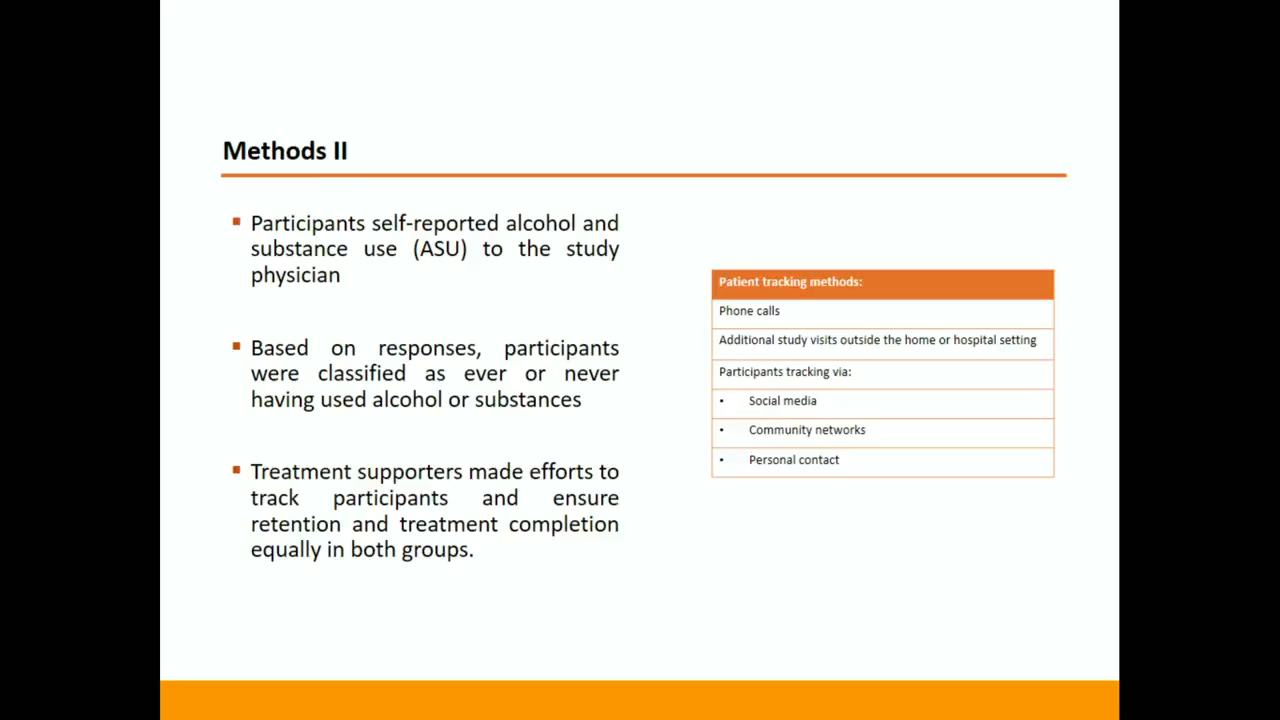 Methods II
▪ Participants self-reported alcohol and
substance use (ASU) to the study
physician
▪ Based on responses, participants
were classified as ever or never
having used alcohol or substances
▪ Treatment supporters made efforts to
track participants and ensure
retention and treatment completion
equally in both groups.
Patient tracking methods:
Phone calls
Additional study visits outside the home or hospital setting
Participants tracking via:
• Social media
• Community networks
• Personal contact